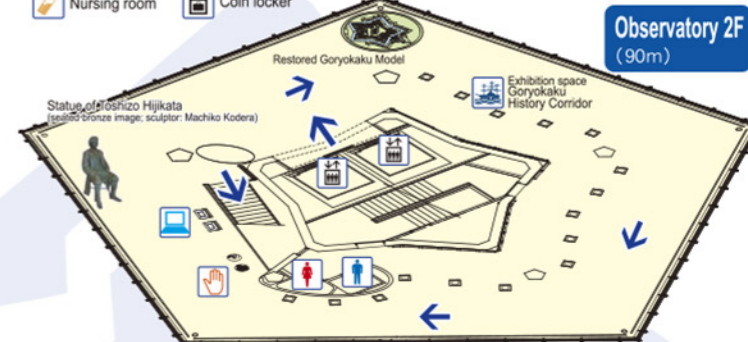 Nursing room
Coin locker
Observatory 2F
(90m)
Restored Goryokaku Model
Exhibition space
Goryokaku
History Corridor
Statue of Toshizo Hijikata
(seated bronze image; sculptor: Machiko Kodera)